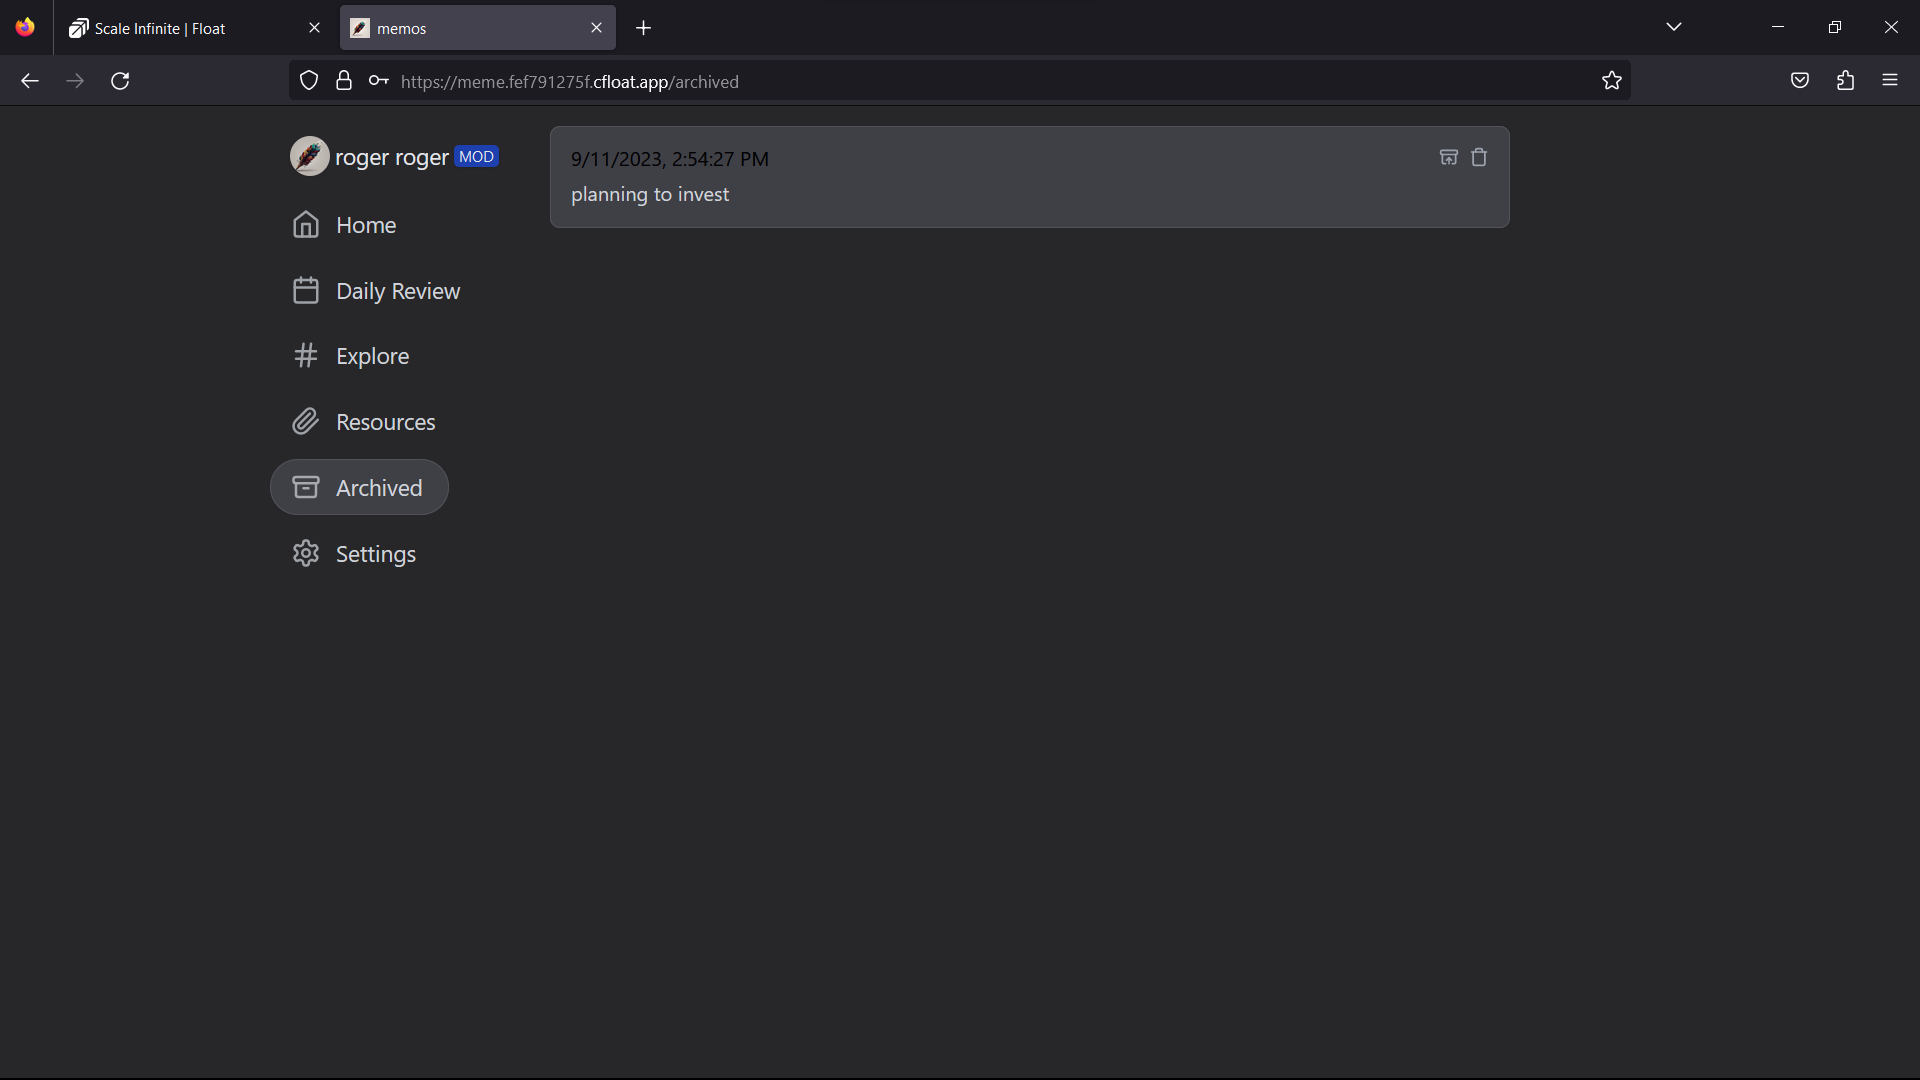 Scale Infinite | Float
memos
https://meme.fef791275f.cfloat.app/archived
roger roger MOD
9/11/2023, 2:54:27 PM
planning to invest
Home
Daily Review
Explore
Resources
Archived
Settings